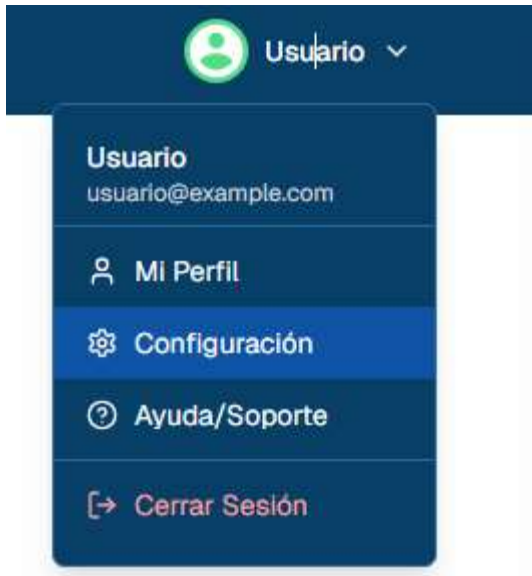 Usuario
Usuario
usuario@example.com
Mi Perfil
Configuración
Ayuda/Soporte
Cerrar Sesión